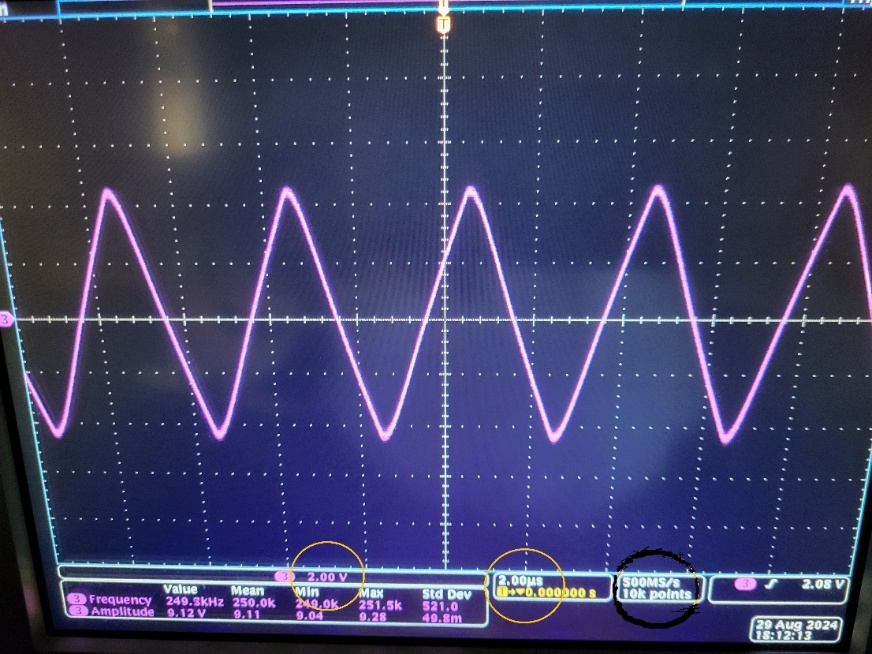 T
3
3 2.00 V
2.00µs
T→▼0.000000 s
500MS/s
10k points
3 2.08 V
Value Mean Min Max Std Dev
3 Frequency 249.5kHz 250.0k 249.0k 251.5k 521.0
3 Amplitude 9.12 V 9.11 9.04 9.28 49.8m
29 Aug 2024
18:12:13